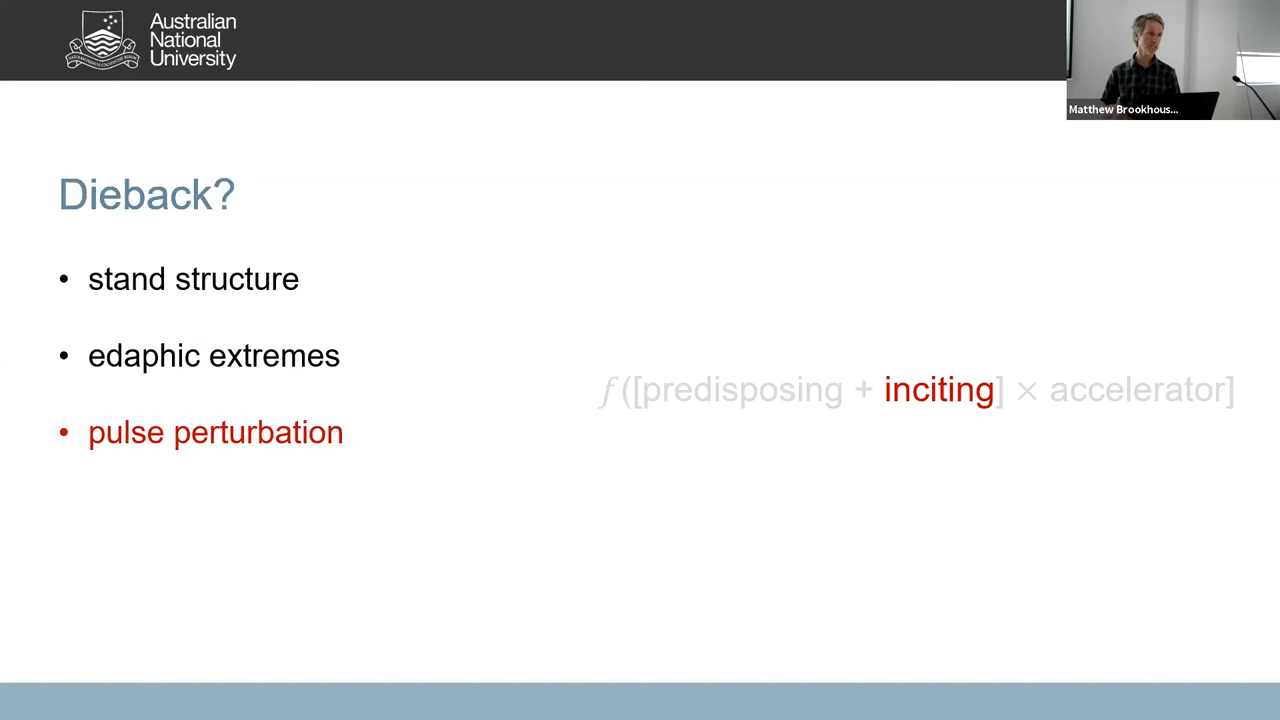 Australian
National
University
Matthew Brookhous...
Dieback?
• stand structure
• edaphic extremes
f ([predisposing + inciting] × accelerator]
• pulse perturbation